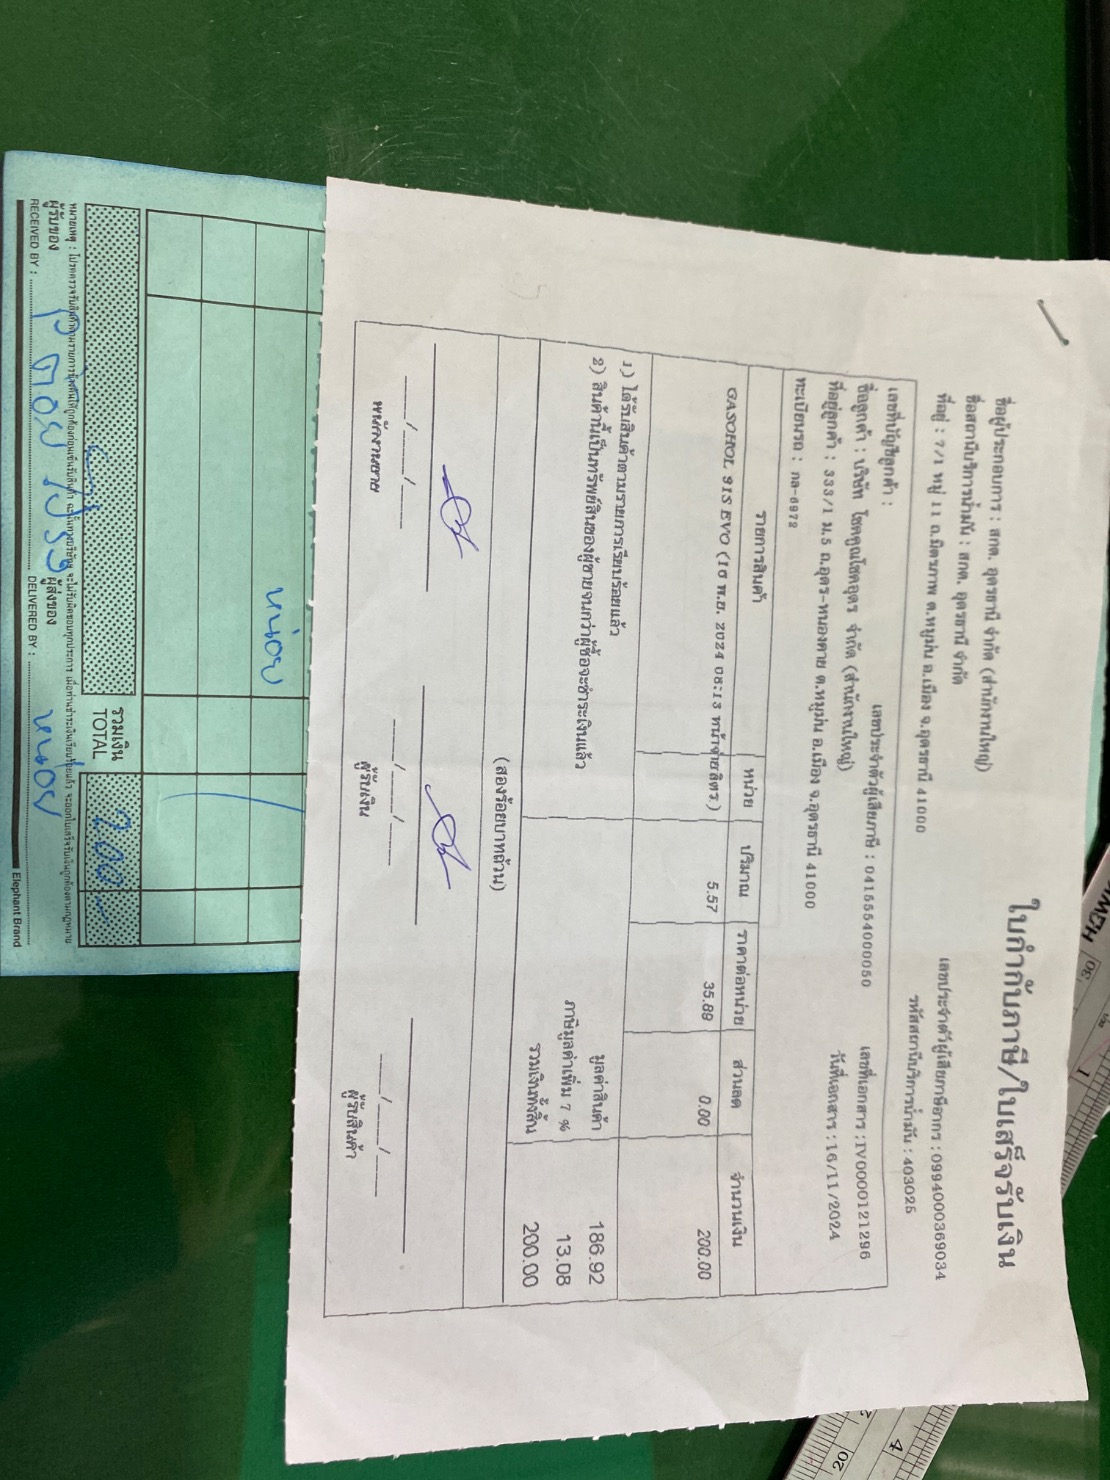 ใบกำกับภาษี/ใบเสร็จรับเงิน
ชื่อผู้ประกอบการ : สกต. อุดรธานี จำกัด (สำนักงานใหญ่) เลขประจำตัวผู้เสียภาษีอากร : 0994000369034
ชื่อสถานีบริการน้ำมัน : สกต. อุดรธานี จำกัด รหัสสถานีบริการน้ำมัน : 403025
ที่อยู่ : 7/1 หมู่ 11 ถ.มิตรภาพ ต.หมูม่น อ.เมือง จ.อุดรธานี 41000
เลขที่บัญชีลูกค้า : เลขประจำตัวผู้เสียภาษี : 0415554000050 เลขที่เอกสาร : IV0000121296
ชื่อลูกค้า : บริษัท โชคคูณโชคอุดร จำกัด (สำนักงานใหญ่) วันที่เอกสาร : 16/11/2024
ที่อยู่ลูกค้า : 333/1 ม.5 ถ.อุดร-หนองคาย ต.หมูม่น อ.เมือง จ.อุดรธานี 41000
ทะเบียนรถ : กล-6972
รายการสินค้า หน่วย ปริมาณ ราคาต่อหน่วย ส่วนลด จำนวนเงิน
GASOHOL 91S EVO (16 พ.ย. 2024 08:13 หน้าจ่าย ลิตร) 5.57 35.89 0.00 200.00
1) ได้รับสินค้าตามรายการเรียบร้อยแล้ว มูลค่าสินค้า 186.92
2) สินค้านี้เป็นทรัพย์สินของผู้ขายจนกว่าผู้ซื้อจะชำระเงินแล้ว ภาษีมูลค่าเพิ่ม 7 % 13.08
รวมเงินทั้งสิ้น 200.00
(สองร้อยบาทถ้วน)
___/___/___ ___/___/___ ___/___/___
พนักงานขาย ผู้รับเงิน ผู้รับสินค้า
หน่อย
รวมเงิน
TOTAL 200 -
ผู้รับของ
RECEIVED BY :
ผู้ส่งของ
DELIVERED BY : หน่อย
Elephant Brand
HOWN
30
1
20
4